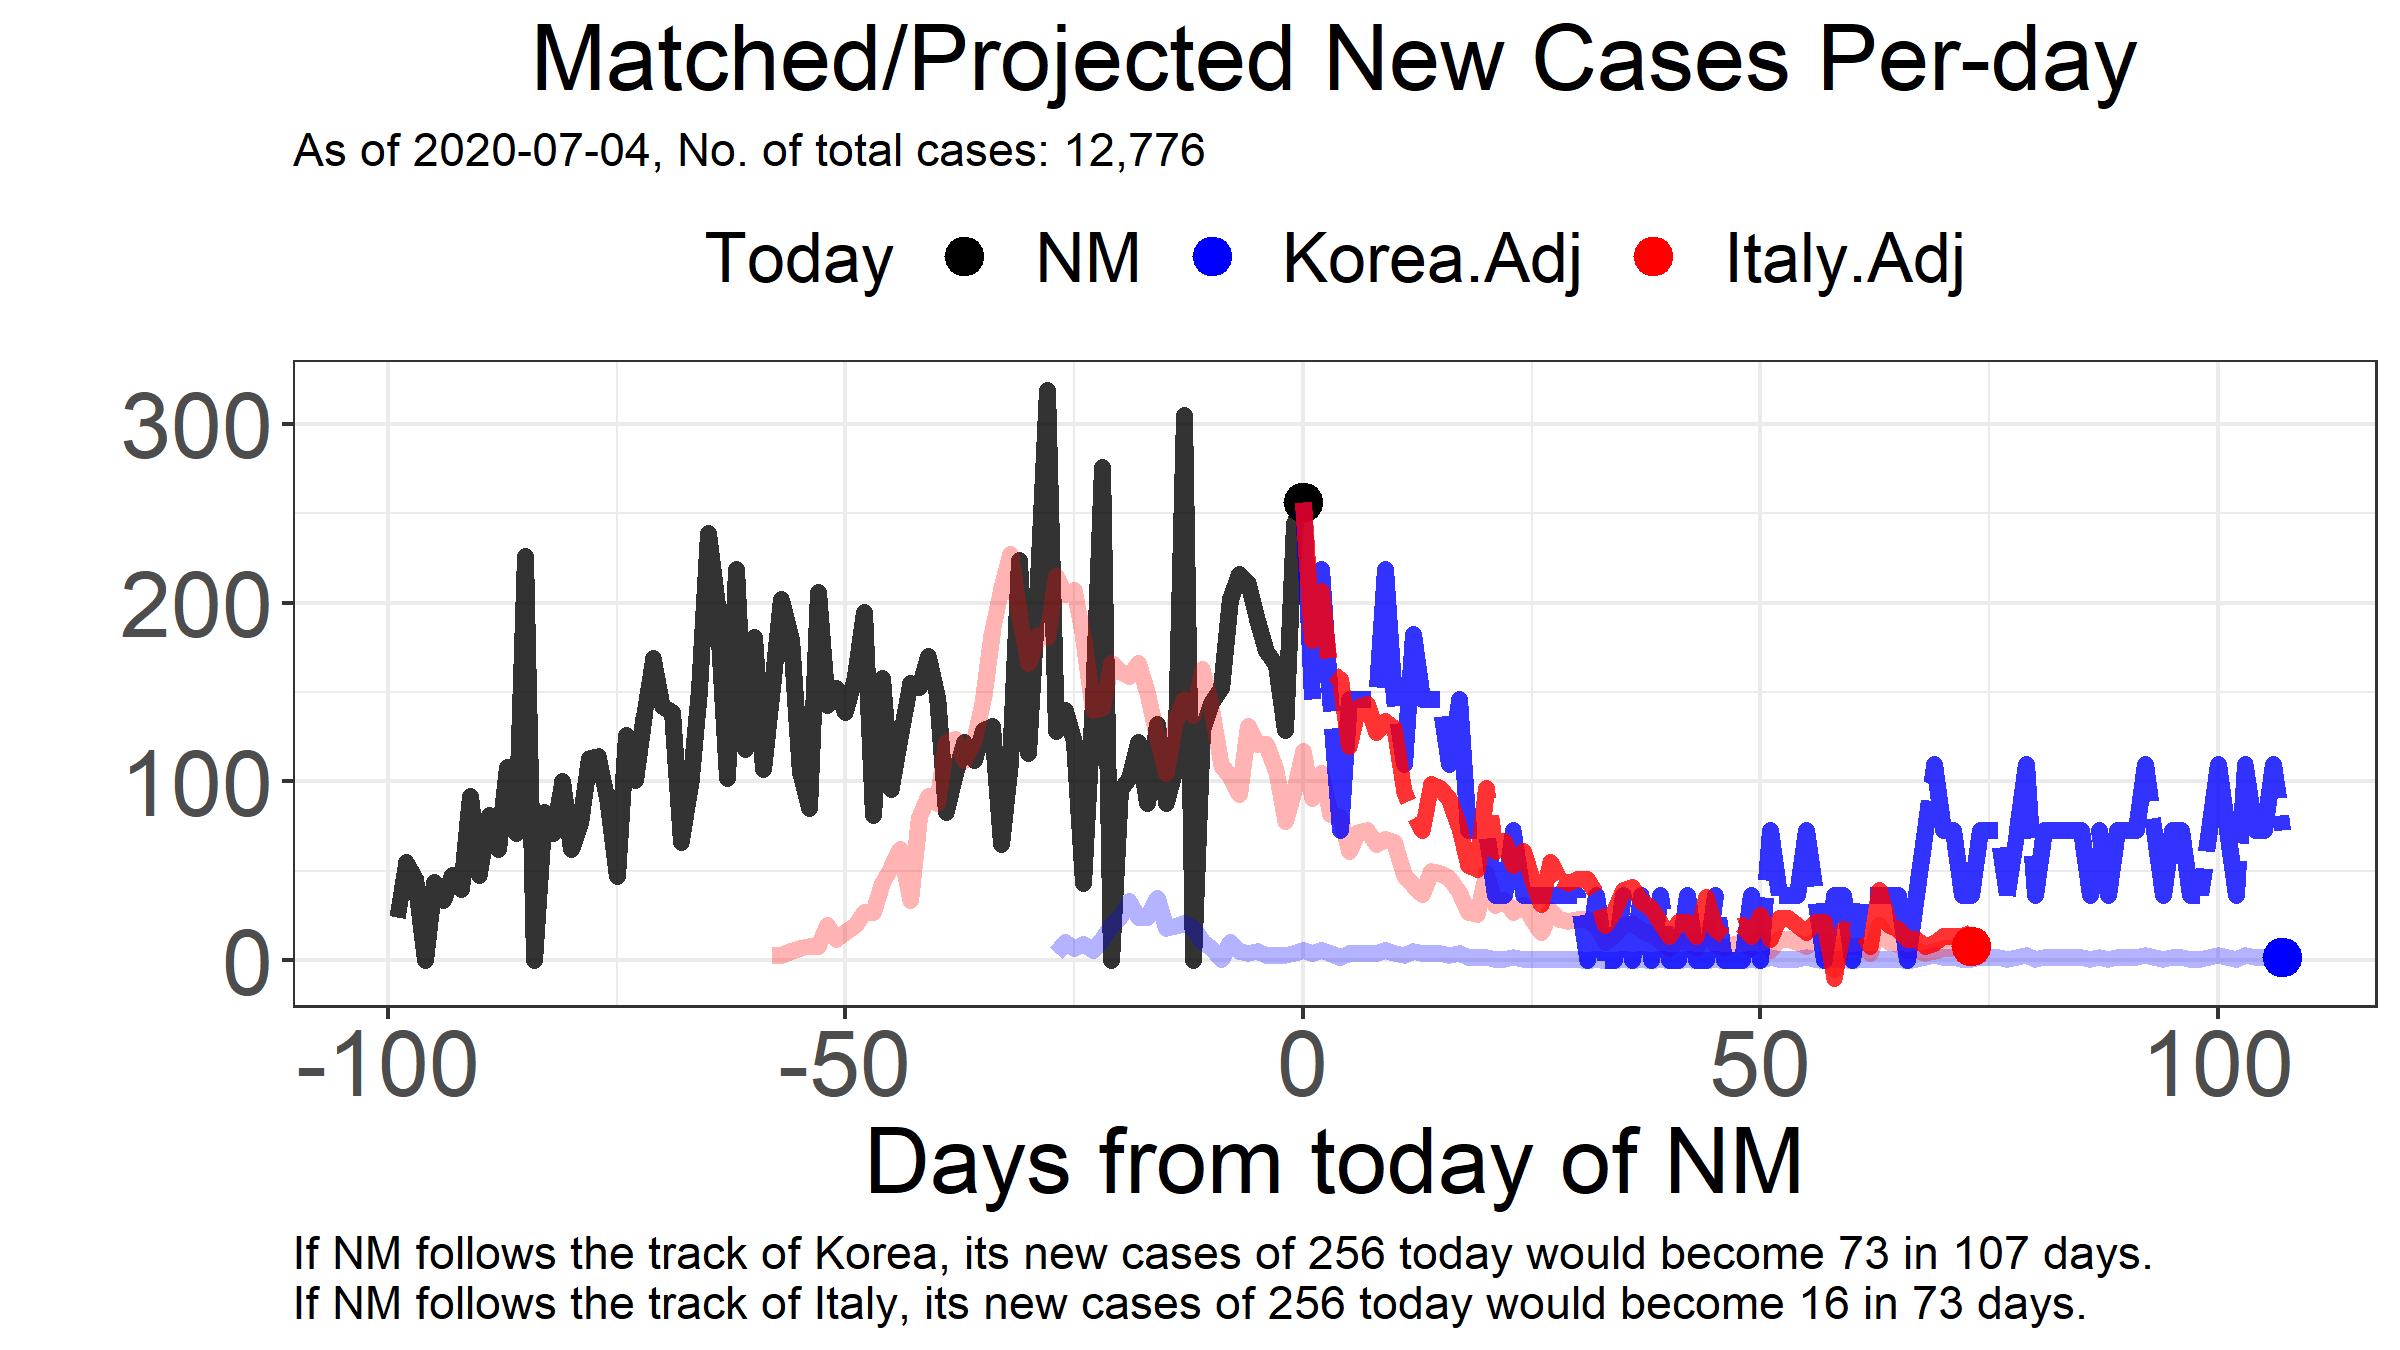 Matched/Projected New Cases Per-day
As of 2020-07-04, No. of total cases: 12,776
Today NM Korea.Adj Italy.Adj
300
200
100
0
-100 -50 0 50 100
Days from today of NM
If NM follows the track of Korea, its new cases of 256 today would become 73 in 107 days.
If NM follows the track of Italy, its new cases of 256 today would become 16 in 73 days.